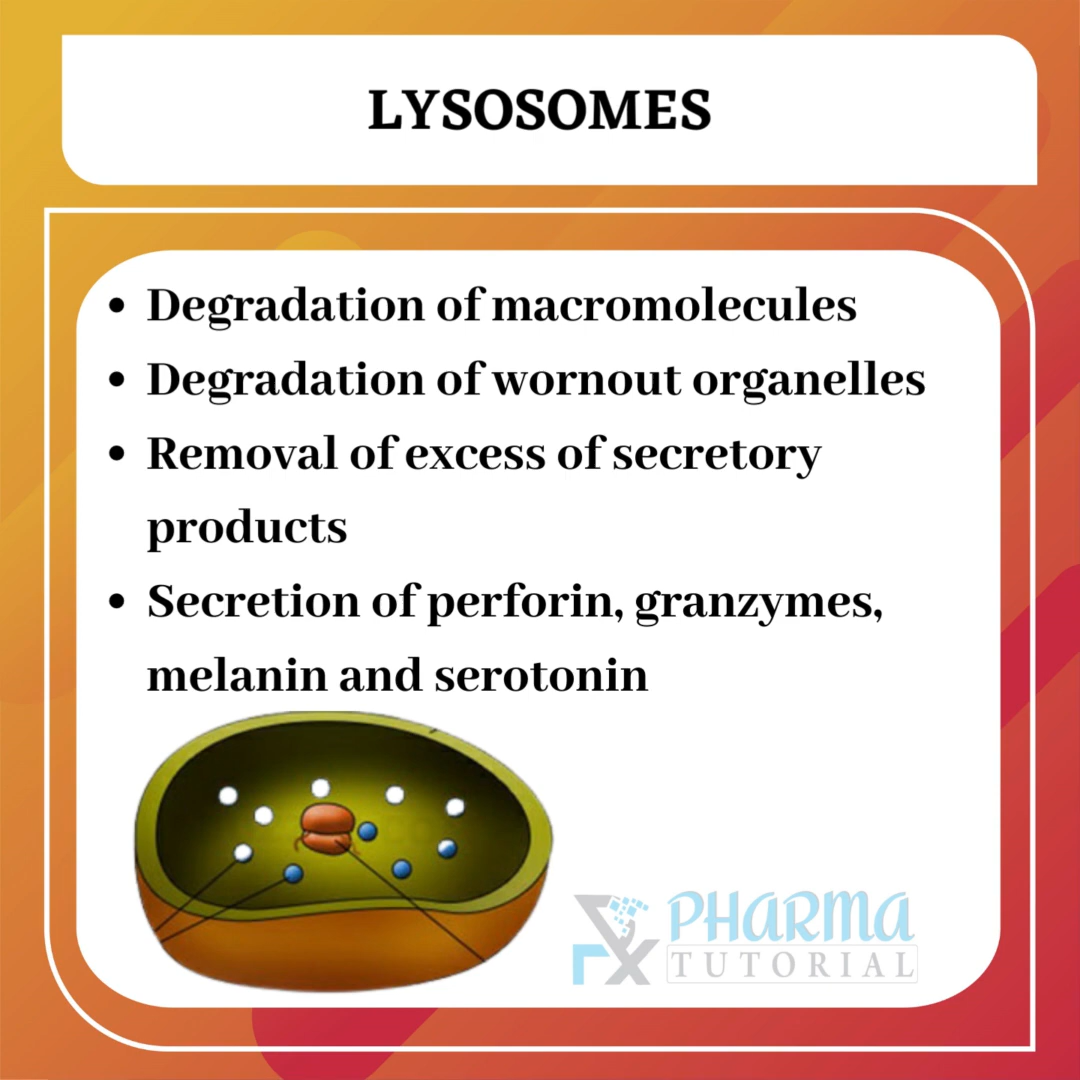 LYSOSOMES
• Degradation of macromolecules
• Degradation of wornout organelles
• Removal of excess of secretory
products
• Secretion of perforin, granzymes,
melanin and serotonin
PHARMA
TUTORIAL